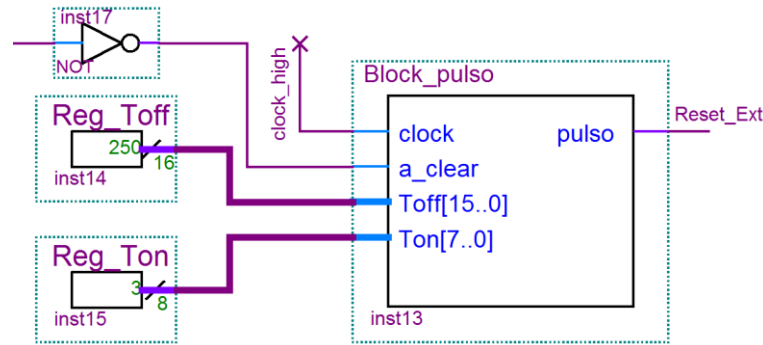 inst17
NOT
clock_high
Reg_Toff
250
16
inst14
Reg_Ton
3
8
inst15
Block_pulso
clock
pulso
a_clear
Toff[15..0]
Ton[7..0]
inst13
Reset_Ext